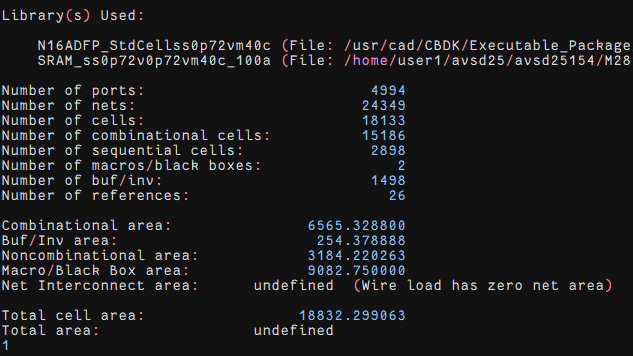 Library(s) Used:
N16ADFP_StdCellss0p72vm40c (File: /usr/cad/CBDK/Executable_Package
SRAM_ss0p72v0p72vm40c_100a (File: /home/user1/avsd25/avsd25154/M28
Number of ports: 4994
Number of nets: 24349
Number of cells: 18133
Number of combinational cells: 15186
Number of sequential cells: 2898
Number of macros/black boxes: 2
Number of buf/inv: 1498
Number of references: 26
Combinational area: 6565.328800
Buf/Inv area: 254.378888
Noncombinational area: 3184.220263
Macro/Black Box area: 9082.750000
Net Interconnect area: undefined (Wire load has zero net area)
Total cell area: 18832.299063
Total area: undefined
1